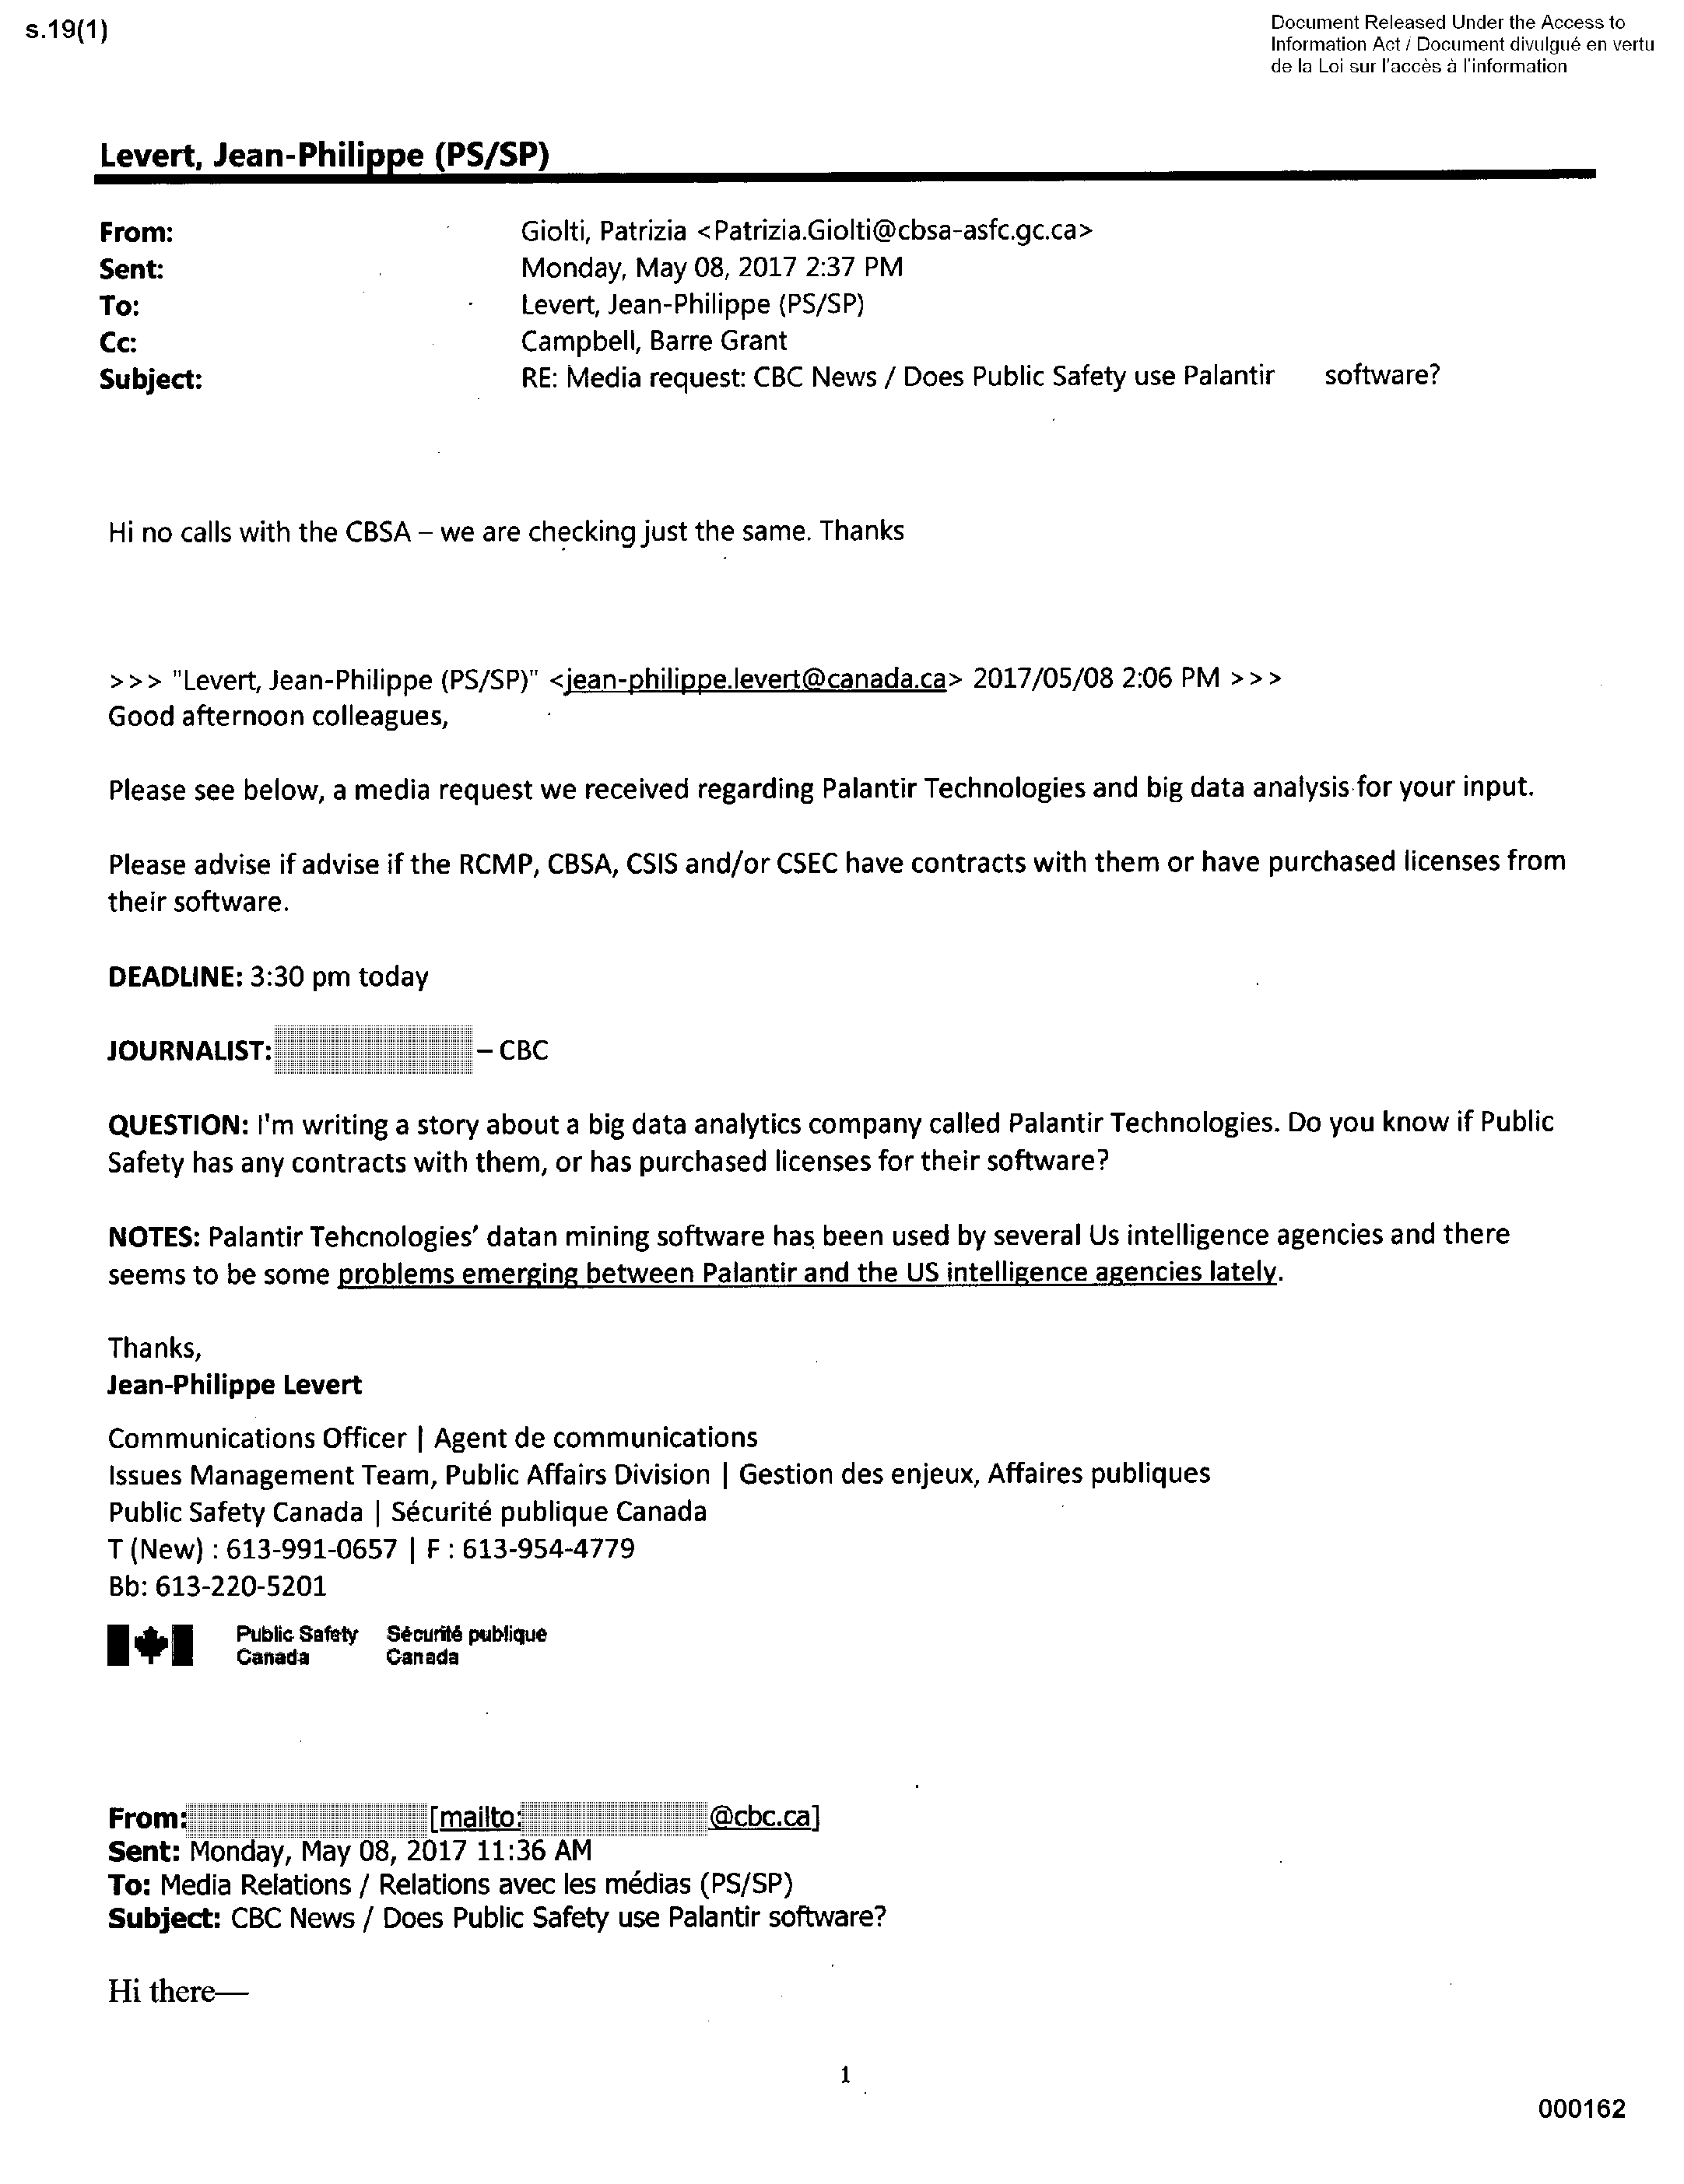 s.19(1)
Document Released Under the Access to
Information Act / Document divulgué en vertu
de la Loi sur l'accès à l'information
Levert, Jean-Philippe (PS/SP)
From: Giolti, Patrizia <Patrizia.Giolti@cbsa-asfc.gc.ca>
Sent: Monday, May 08, 2017 2:37 PM
To: Levert, Jean-Philippe (PS/SP)
Cc: Campbell, Barre Grant
Subject: RE: Media request: CBC News / Does Public Safety use Palantir software?
Hi no calls with the CBSA – we are checking just the same. Thanks
>>> "Levert, Jean-Philippe (PS/SP)" <jean-philippe.levert@canada.ca> 2017/05/08 2:06 PM >>>
Good afternoon colleagues,
Please see below, a media request we received regarding Palantir Technologies and big data analysis for your input.
Please advise if advise if the RCMP, CBSA, CSIS and/or CSEC have contracts with them or have purchased licenses from
their software.
DEADLINE: 3:30 pm today
JOURNALIST: – CBC
QUESTION: I'm writing a story about a big data analytics company called Palantir Technologies. Do you know if Public
Safety has any contracts with them, or has purchased licenses for their software?
NOTES: Palantir Tehcnologies' datan mining software has been used by several Us intelligence agencies and there
seems to be some problems emerging between Palantir and the US intelligence agencies lately.
Thanks,
Jean-Philippe Levert
Communications Officer | Agent de communications
Issues Management Team, Public Affairs Division | Gestion des enjeux, Affaires publiques
Public Safety Canada | Sécurité publique Canada
T (New) : 613-991-0657 | F : 613-954-4779
Bb: 613-220-5201
Public Safety Sécurité publique
Canada Canada
From: [mailto: @cbc.ca]
Sent: Monday, May 08, 2017 11:36 AM
To: Media Relations / Relations avec les médias (PS/SP)
Subject: CBC News / Does Public Safety use Palantir software?
Hi there—
1
000162